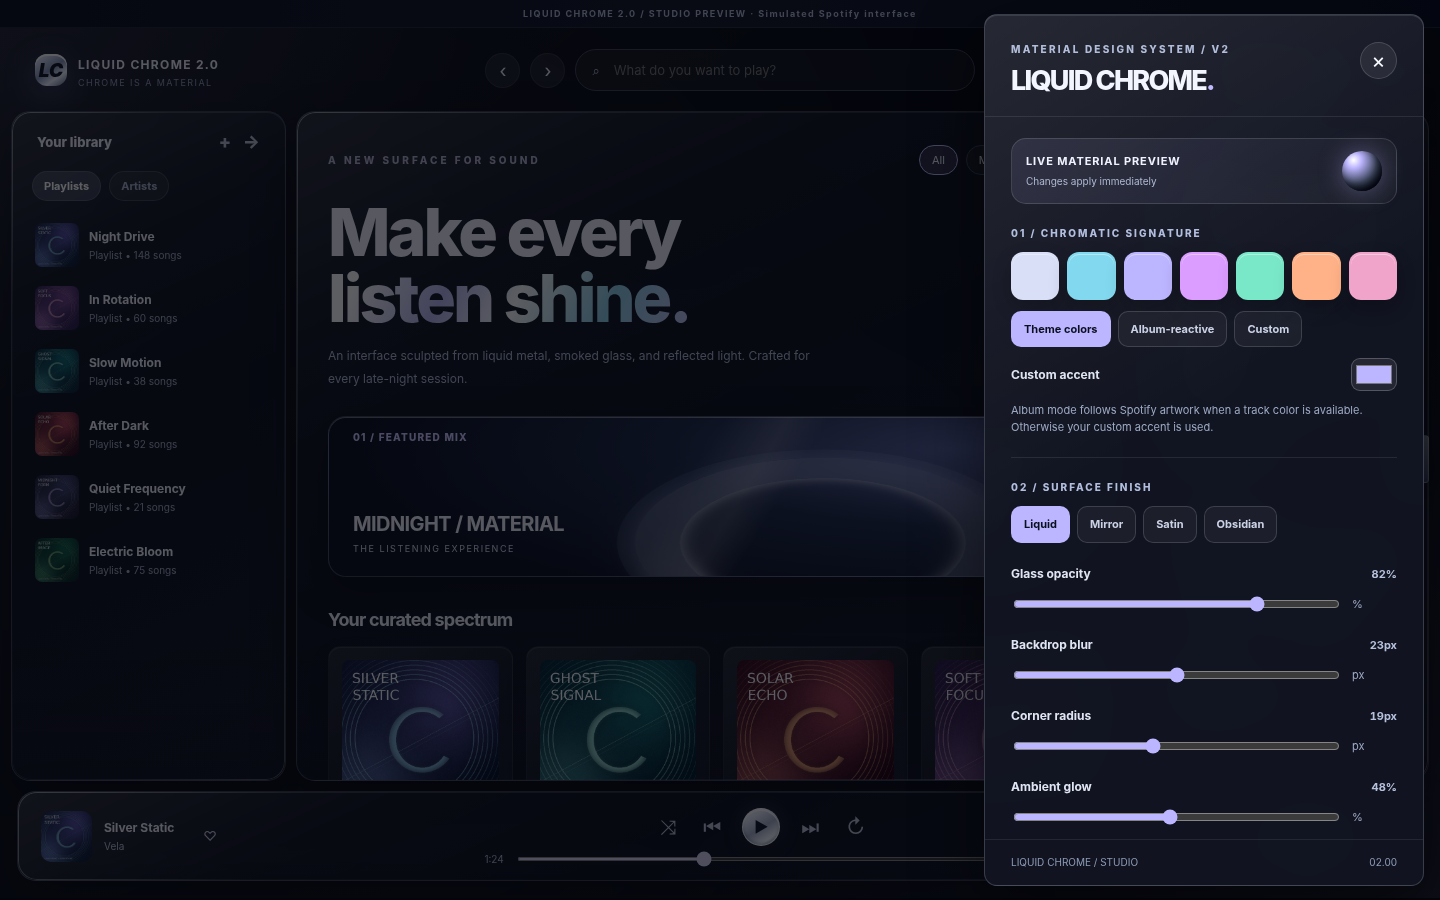 LIQUID CHROME 2.0 / STUDIO PREVIEW · Simulated Spotify interface
LC
LIQUID CHROME 2.0
CHROME IS A MATERIAL
What do you want to play?
Your library
Playlists
Artists
Night Drive
Playlist • 148 songs
In Rotation
Playlist • 60 songs
Slow Motion
Playlist • 38 songs
After Dark
Playlist • 92 songs
Quiet Frequency
Playlist • 21 songs
Electric Bloom
Playlist • 75 songs
A NEW SURFACE FOR SOUND
All
Make every
listen shine.
An interface sculpted from liquid metal, smoked glass, and reflected light. Crafted for
every late-night session.
01 / FEATURED MIX
MIDNIGHT / MATERIAL
THE LISTENING EXPERIENCE
Your curated spectrum
SILVER
STATIC
GHOST
SIGNAL
SOLAR
ECHO
SOFT
FOCU
Silver Static
Vela
1:24
MATERIAL DESIGN SYSTEM / V2
LIQUID CHROME.
LIVE MATERIAL PREVIEW
Changes apply immediately
01 / CHROMATIC SIGNATURE
Theme colors
Album-reactive
Custom
Custom accent
Album mode follows Spotify artwork when a track color is available.
Otherwise your custom accent is used.
02 / SURFACE FINISH
Liquid
Mirror
Satin
Obsidian
Glass opacity
82%
%
Backdrop blur
23px
px
Corner radius
19px
px
Ambient glow
48%
%
LIQUID CHROME / STUDIO
02.00